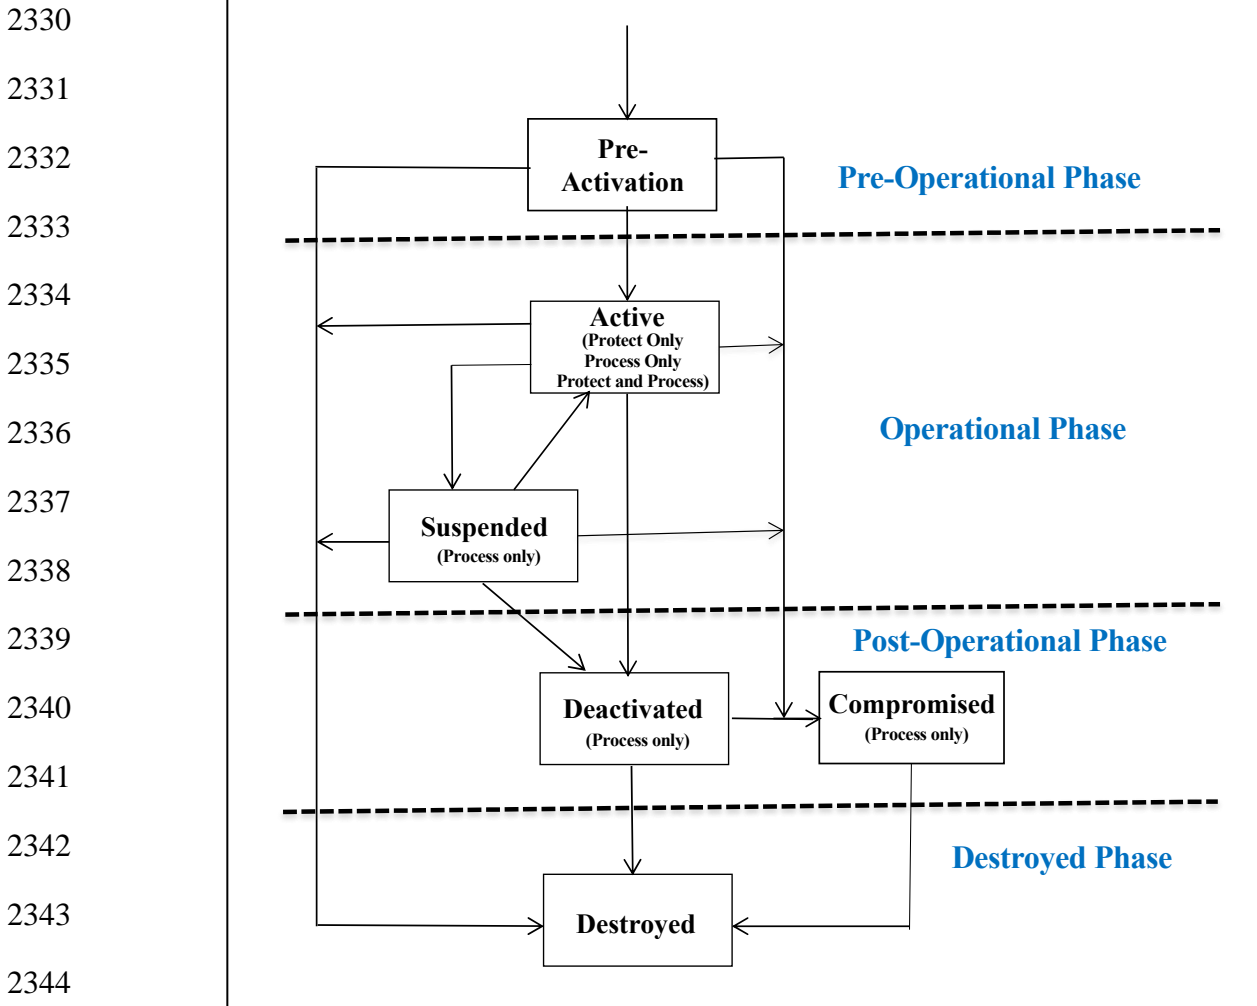 2330
2331
2332
Pre-
Activation
Pre-Operational Phase
2333
2334
Active
(Protect Only
Process Only
Protect and Process)
2335
2336
Operational Phase
2337
Suspended
(Process only)
2338
2339
Post-Operational Phase
2340
Deactivated
(Process only)
Compromised
(Process only)
2341
2342
Destroyed Phase
2343
Destroyed
2344